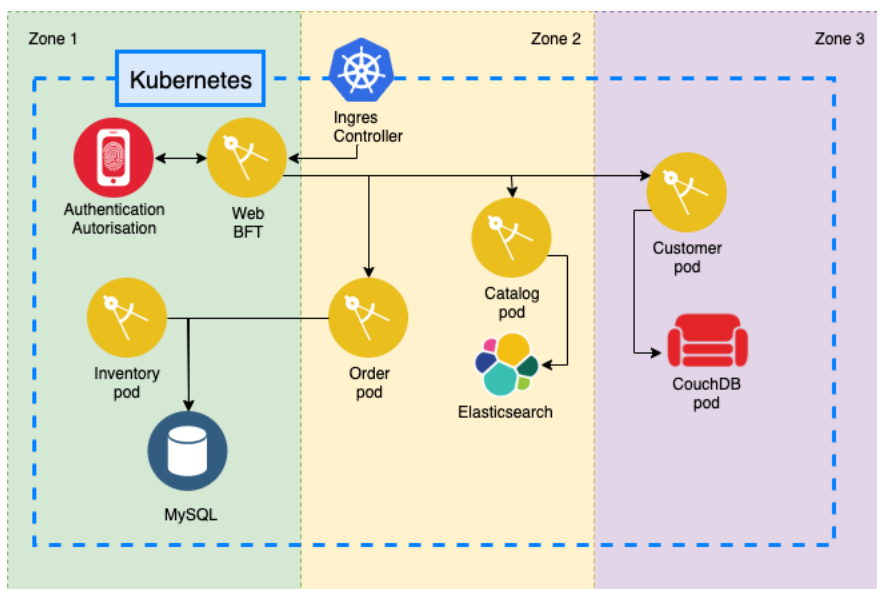 Zone 1
Zone 2
Zone 3
Kubernetes
Ingres
Controller
Authentication
Autorisation
Web
BFT
Customer
pod
Catalog
pod
Inventory
pod
Order
pod
Elasticsearch
CouchDB
pod
MySQL